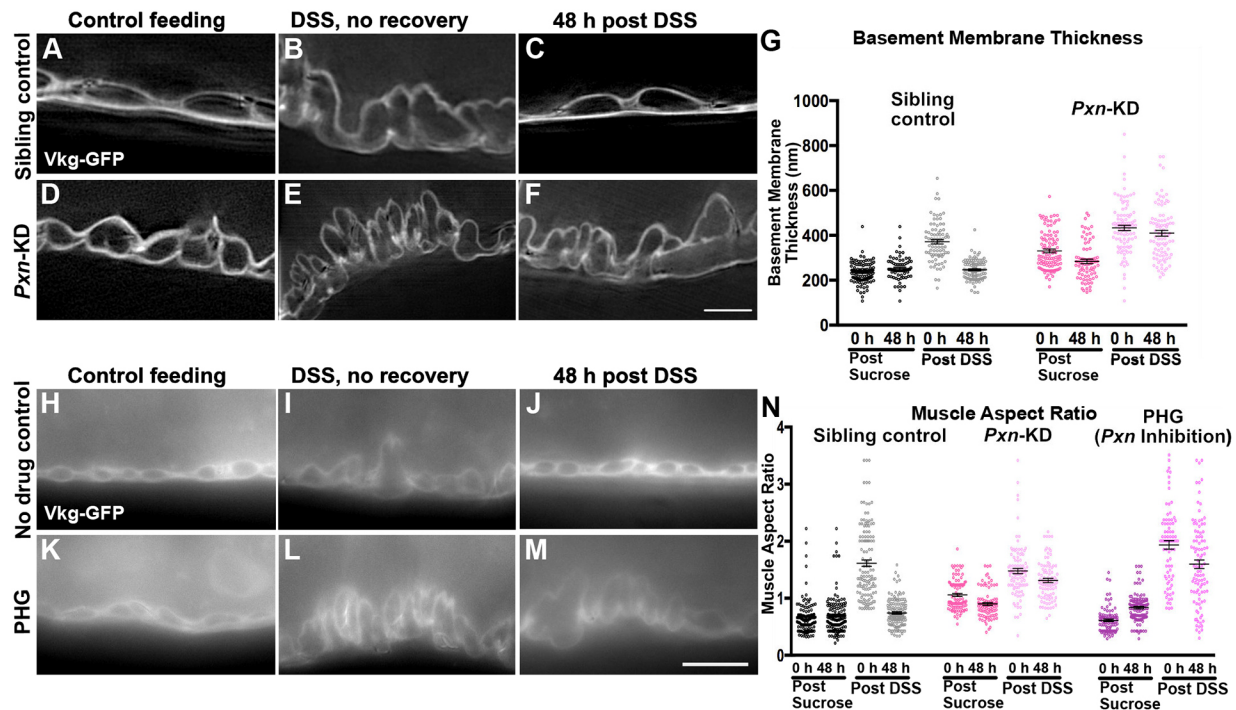 Control feeding
DSS, no recovery
48 h post DSS
Sibling control
A
Vkg-GFP
B
C
Pxn-KD
D
E
F
G
Basement Membrane Thickness
Sibling
control
Pxn-KD
Basement Membrane
Thickness (nm)
1000
800
600
400
200
0
0 h 48 h 0 h 48 h
Post
Sucrose
Post DSS
0 h 48 h 0 h 48 h
Post
Sucrose
Post DSS
Control feeding
DSS, no recovery
48 h post DSS
No drug control
H
Vkg-GFP
I
J
PHG
K
L
M
N
Muscle Aspect Ratio
Sibling control
Pxn-KD
PHG
(Pxn Inhibition)
Muscle Aspect Ratio
4
3
2
1
0
0 h 48 h 0 h 48 h
Post
Sucrose
Post DSS
0 h 48 h 0 h 48 h
Post
Sucrose
Post DSS
0 h 48 h 0 h 48 h
Post
Sucrose
Post DSS